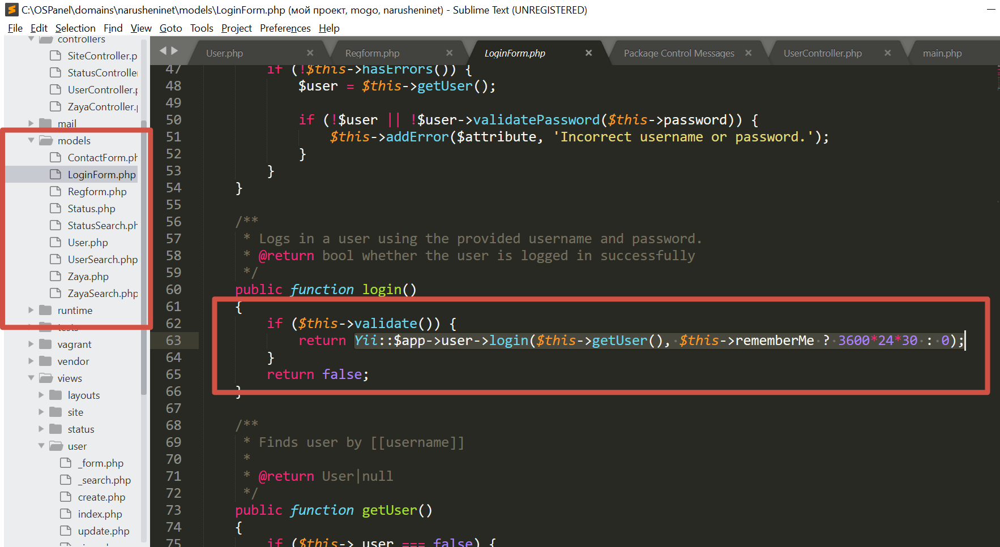 C:\OSPanel\domains\narusheninet\models\LoginForm.php (мой проект, mogo, narusheninet) - Sublime Text (UNREGISTERED)
File Edit Selection Find View Goto Tools Project Preferences Help
controllers
SiteController.p
StatusController
UserController.p
ZayaController.p
mail
models
ContactForm.ph
LoginForm.php
Regform.php
Status.php
StatusSearch.ph
User.php
UserSearch.php
Zaya.php
ZayaSearch.php
runtime
tests
vagrant
vendor
views
layouts
site
status
user
_form.php
_search.php
create.php
index.php
update.php
User.php Regform.php LoginForm.php Package Control Messages UserController.php main.php
47 if (!$this->hasErrors()) {
48 $user = $this->getUser();
49
50 if (!$user || !$user->validatePassword($this->password)) {
51 $this->addError($attribute, 'Incorrect username or password.');
52 }
53 }
54 }
55
56 /**
57 * Logs in a user using the provided username and password.
58 * @return bool whether the user is logged in successfully
59 */
60 public function login()
61 {
62 if ($this->validate()) {
63 return Yii::$app->user->login($this->getUser(), $this->rememberMe ? 3600*24*30 : 0);
64 }
65 return false;
66 }
67
68 /**
69 * Finds user by [[username]]
70 *
71 * @return User|null
72 */
73 public function getUser()
74 {
75 if ($this->_user === false) {